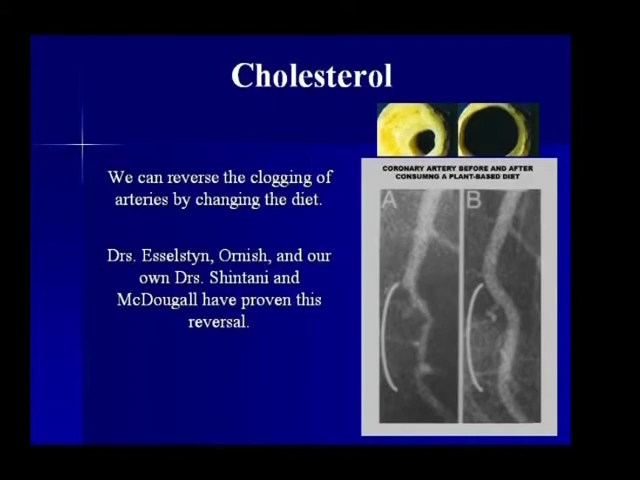 Cholesterol
We can reverse the clogging of
arteries by changing the diet.
Drs. Esselstyn, Ornish, and our
own Drs. Shintani and
McDougall have proven this
reversal.
CORONARY ARTERY BEFORE AND AFTER
CONSUMNG A PLANT-BASED DIET
A B